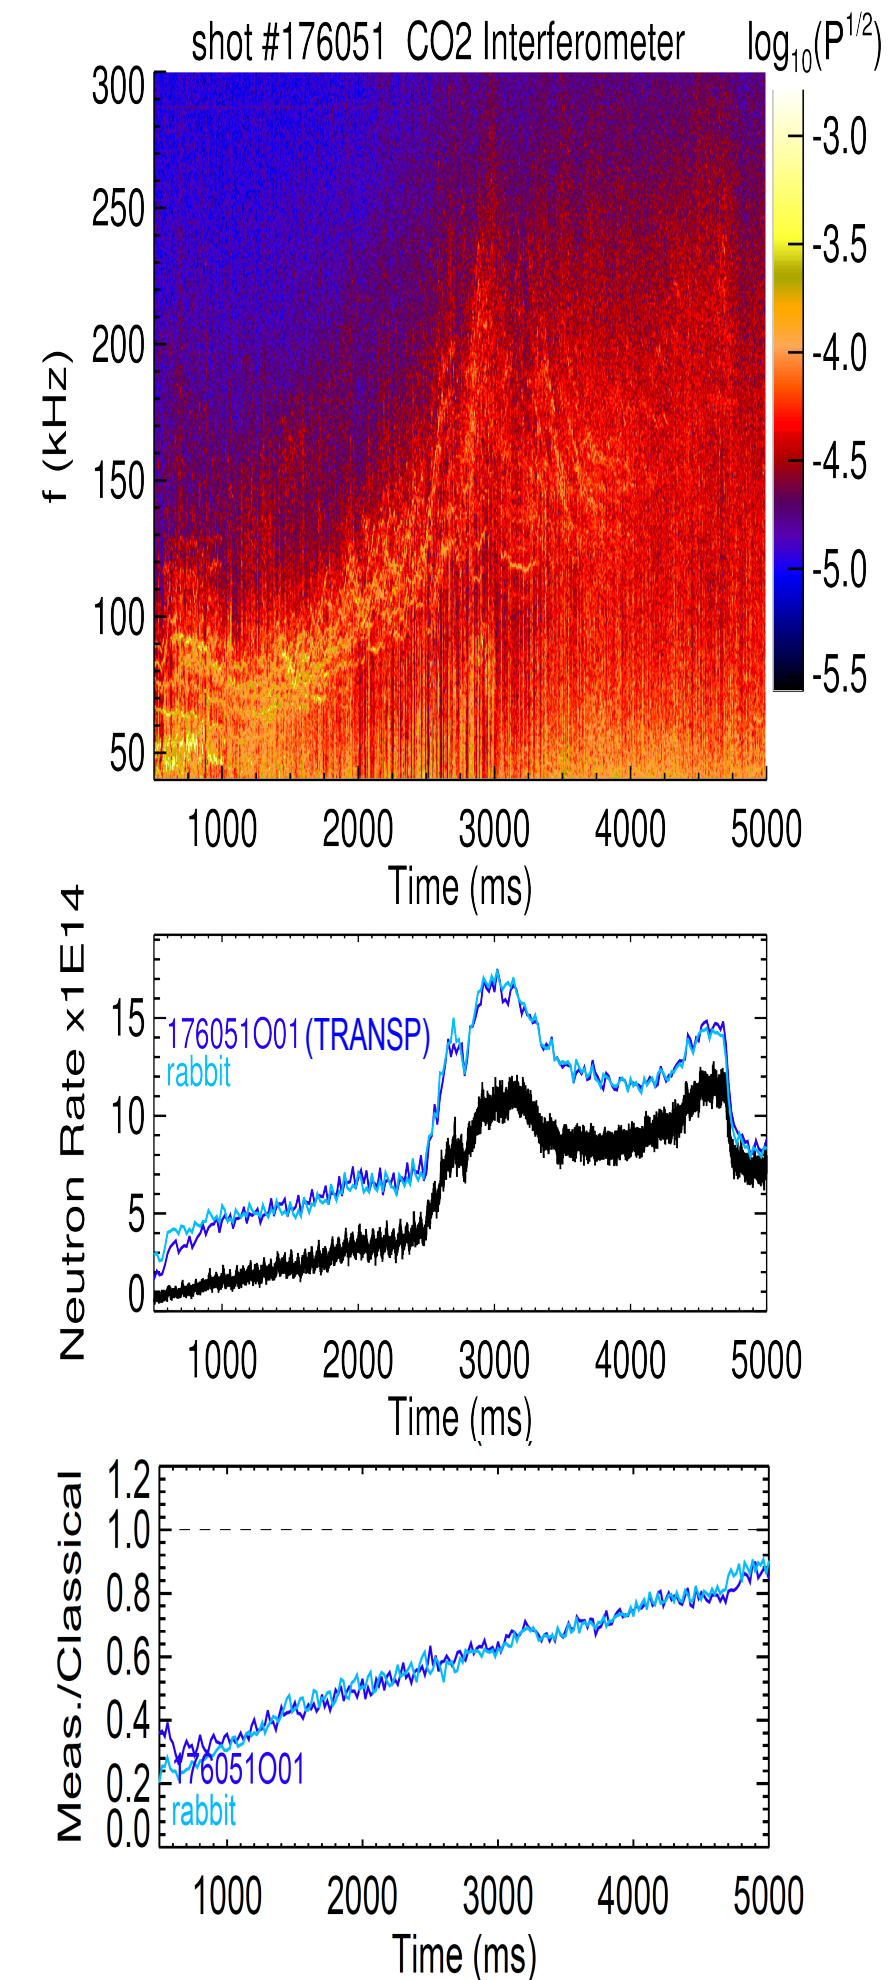 shot #176051 CO2 Interferometer log10(P^1/2)
300
250
200
150
100
50
f (kHz)
-3.0
-3.5
-4.0
-4.5
-5.0
-5.5
1000 2000 3000 4000 5000
Time (ms)
Neutron Rate x1E14
15
10
5
0
176051O01 (TRANSP)
rabbit
1000 2000 3000 4000 5000
Time (ms)
Meas./Classical
1.2
1.0
0.8
0.6
0.4
0.2
0.0
176051O01
rabbit
1000 2000 3000 4000 5000
Time (ms)